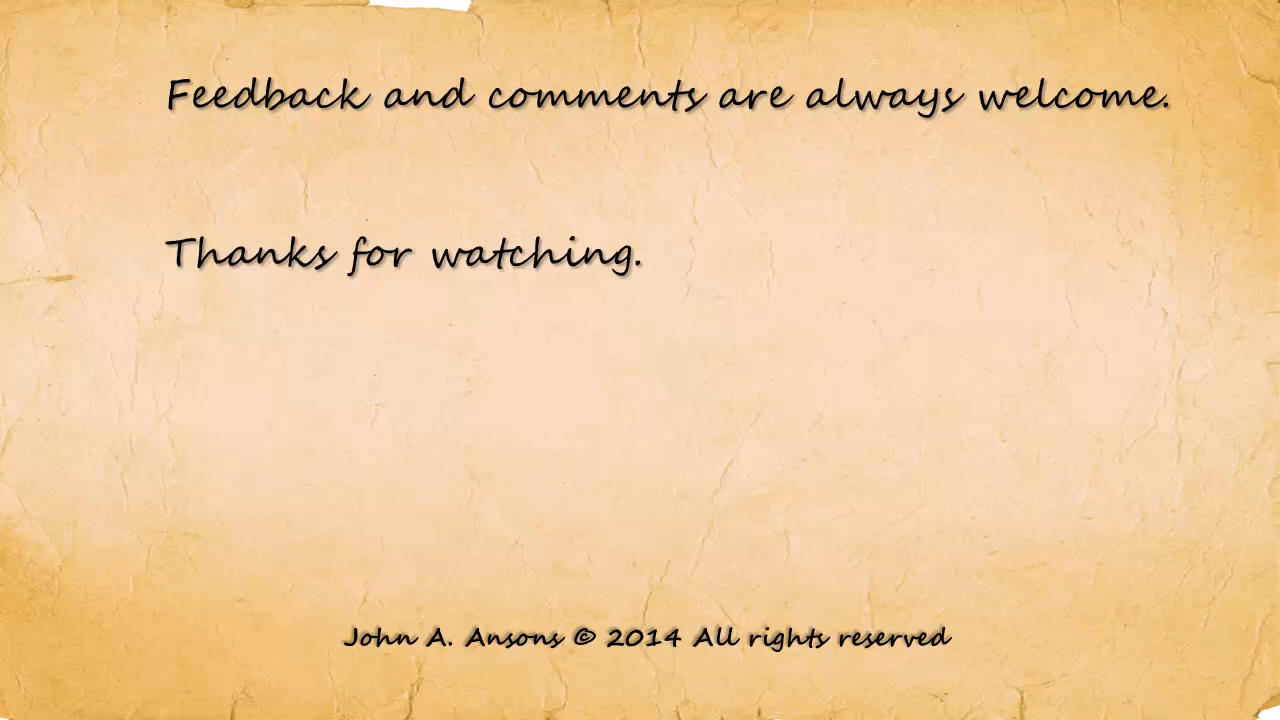 Feedback and comments are always welcome.
Thanks for watching.
John A. Ansons © 2014 All rights reserved